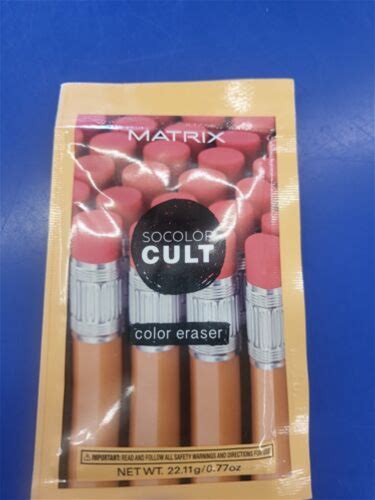 MATRIX
SOCOLOR
CULT
color eraser
IMPORTANT: READ AND FOLLOW ALL SAFETY WARNINGS AND DIRECTIONS FOR USE
NET WT. 22.11g/0.77oz